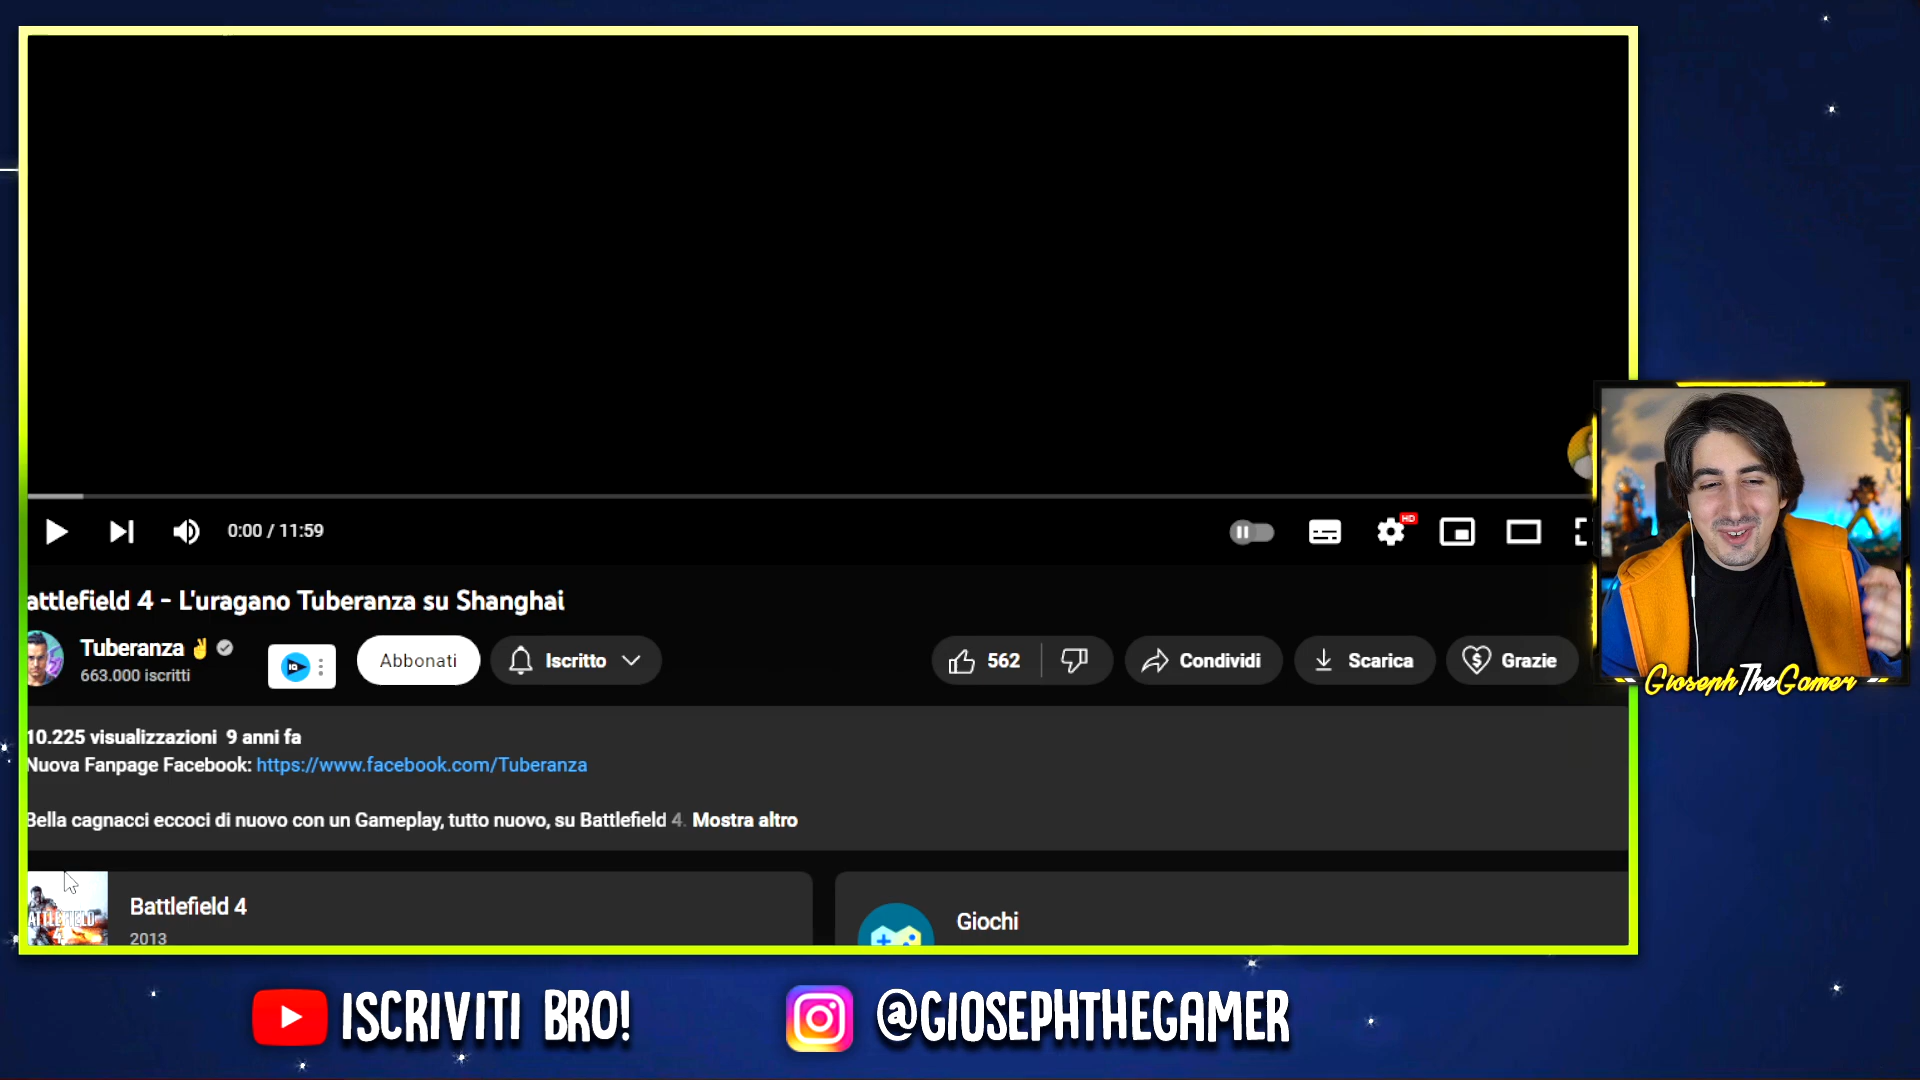 0:00 / 11:59
HD
attlefield 4 - L'uragano Tuberanza su Shanghai
Tuberanza ✌
663.000 iscritti
Abbonati
Iscritto
562
Condividi
Scarica
Grazie
GiosephTheGamer
10.225 visualizzazioni 9 anni fa
Nuova Fanpage Facebook: https://www.facebook.com/Tuberanza
Bella cagnacci eccoci di nuovo con un Gameplay, tutto nuovo, su Battlefield 4. Mostra altro
Battlefield 4
2013
Giochi
ISCRIVITI BRO!
@GIOSEPHTHEGAMER